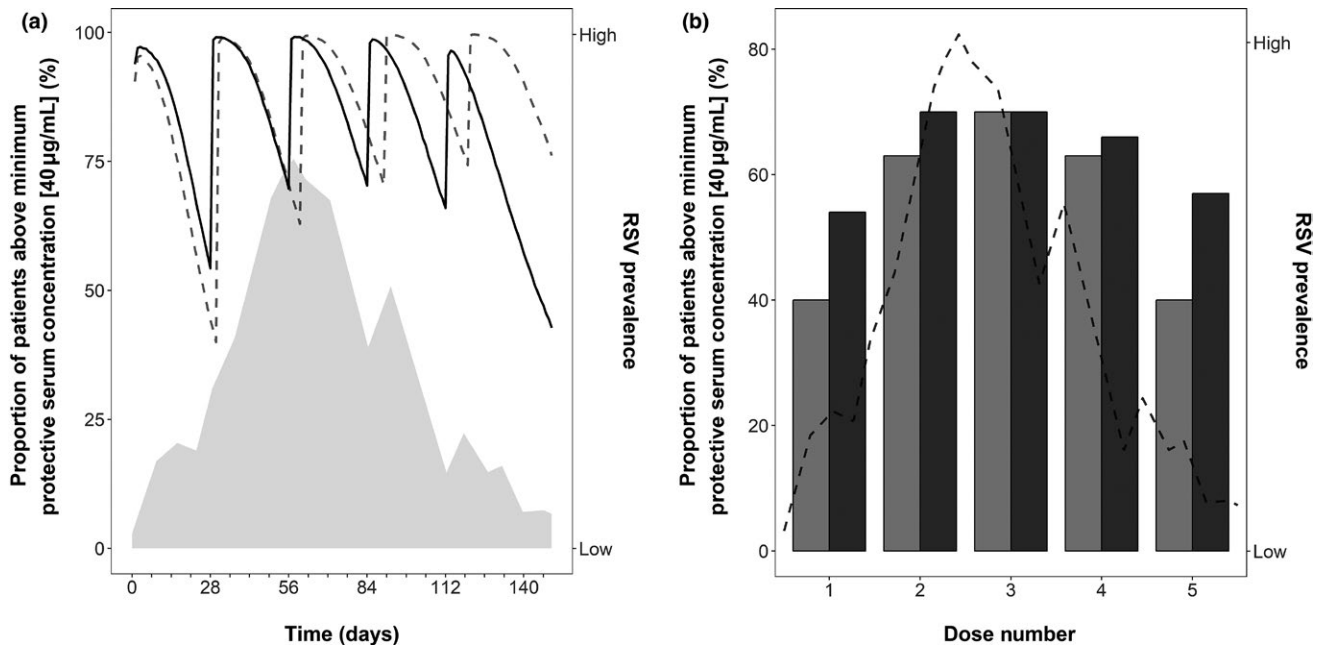 (a)
Proportion of patients above minimum
protective serum concentration [40 µg/mL] (%)
100
75
50
25
0
High
Low
RSV prevalence
0 28 56 84 112 140
Time (days)
(b)
Proportion of patients above minimum
protective serum concentration [40 µg/mL] (%)
80
60
40
20
0
High
Low
RSV prevalence
1 2 3 4 5
Dose number